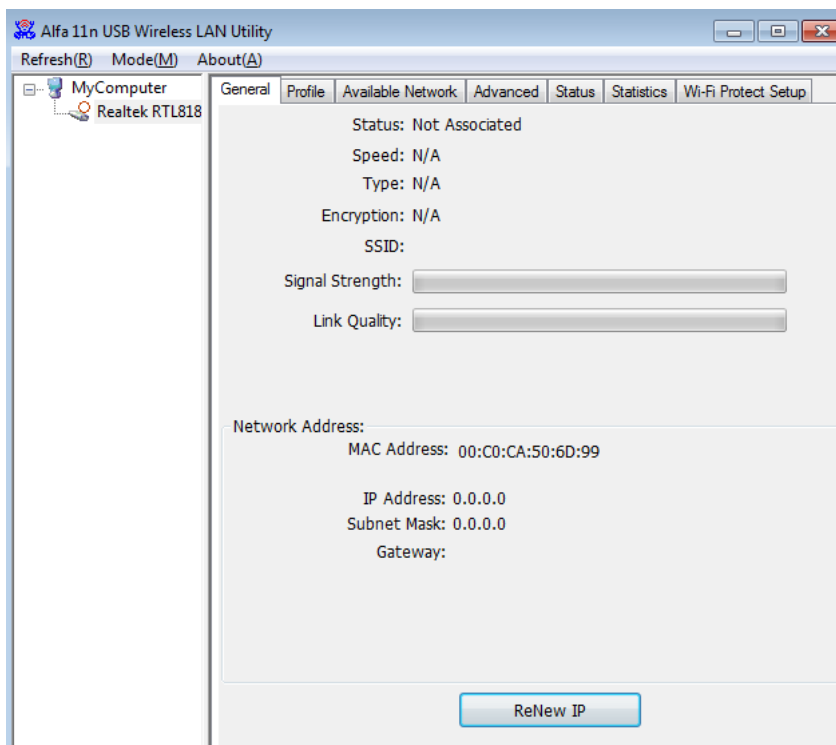 Alfa 11n USB Wireless LAN Utility
Refresh(R) Mode(M) About(A)
MyComputer
Realtek RTL818
General Profile Available Network Advanced Status Statistics Wi-Fi Protect Setup
Status: Not Associated
Speed: N/A
Type: N/A
Encryption: N/A
SSID:
Signal Strength:
Link Quality:
Network Address:
MAC Address: 00:C0:CA:50:6D:99
IP Address: 0.0.0.0
Subnet Mask: 0.0.0.0
Gateway:
ReNew IP